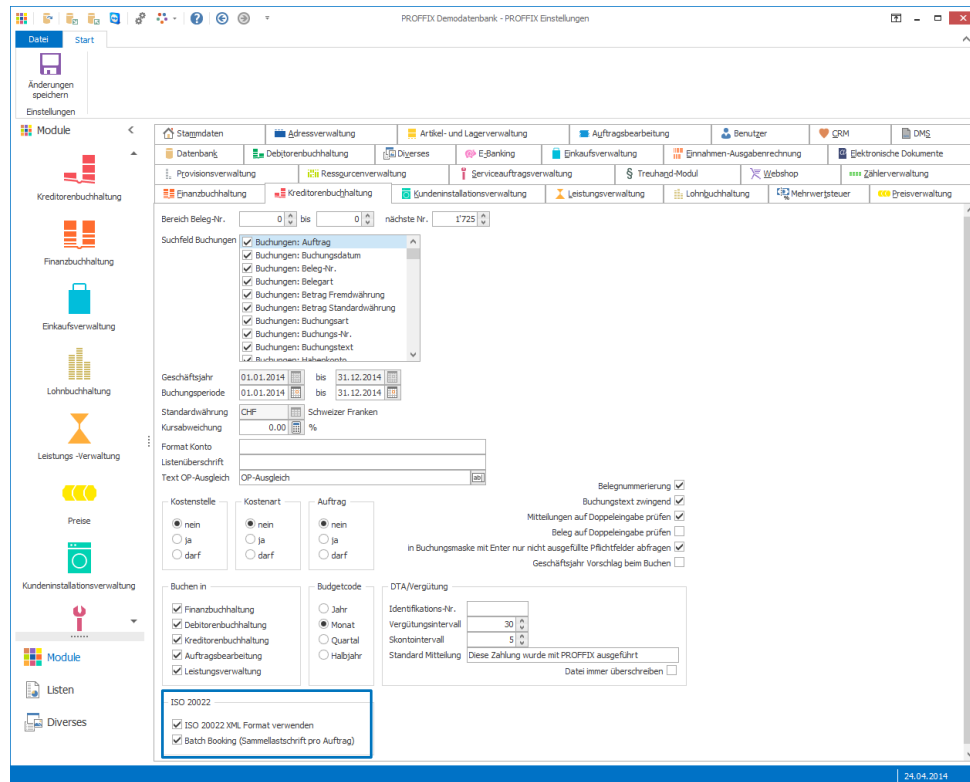 PROFFIX Demodatenbank - PROFFIX Einstellungen
Datei Start
Änderungen
speichern
Einstellungen
Module
Kreditorenbuchhaltung
Finanzbuchhaltung
Einkaufsverwaltung
Lohnbuchhaltung
Leistungs -Verwaltung
Preise
Kundeninstallationsverwaltung
Module
Listen
Diverses
Stammdaten Adressverwaltung Artikel- und Lagerverwaltung Auftragsbearbeitung Benutzer CRM DMS
Datenbank Debitorenbuchhaltung Diverses E-Banking Einkaufsverwaltung Einnahmen-Ausgabenrechnung Elektronische Dokumente
Provisionsverwaltung Ressourcenverwaltung Serviceauftragsverwaltung § Treuhand-Modul Webshop Zählerverwaltung
Finanzbuchhaltung Kreditorenbuchhaltung Kundeninstallationsverwaltung Leistungsverwaltung Lohnbuchhaltung Mehrwertsteuer Preisverwaltung
Bereich Beleg-Nr. 0 bis 0 nächste Nr. 1'725
Suchfeld Buchungen
Buchungen: Auftrag
Buchungen: Buchungsdatum
Buchungen: Beleg-Nr.
Buchungen: Belegart
Buchungen: Betrag Fremdwährung
Buchungen: Betrag Standardwährung
Buchungen: Buchungsart
Buchungen: Buchungs-Nr.
Buchungen: Buchungstext
Buchungen: Habenkonto
Geschäftsjahr 01.01.2014 bis 31.12.2014
Buchungsperiode 01.01.2014 bis 31.12.2014
Standardwährung CHF Schweizer Franken
Kursabweichung 0.00 %
Format Konto
Listenüberschrift
Text OP-Ausgleich OP-Ausgleich ab|
Belegnummerierung
Buchungstext zwingend
Mitteilungen auf Doppeleingabe prüfen
Beleg auf Doppeleingabe prüfen
in Buchungsmaske mit Enter nur nicht ausgefüllte Pflichtfelder abfragen
Geschäftsjahr Vorschlag beim Buchen
Kostenstelle Kostenart Auftrag
nein nein nein
ja ja ja
darf darf darf
Buchen in
Finanzbuchhaltung
Debitorenbuchhaltung
Kreditorenbuchhaltung
Auftragsbearbeitung
Leistungsverwaltung
Budgetcode
Jahr
Monat
Quartal
Halbjahr
DTA/Vergütung
Identifikations-Nr.
Vergütungsintervall 30
Skontointervall 5
Standard Mitteilung Diese Zahlung wurde mit PROFFIX ausgeführt
Datei immer überschreiben
ISO 20022
ISO 20022 XML Format verwenden
Batch Booking (Sammellastschrift pro Auftrag)
24.04.2014